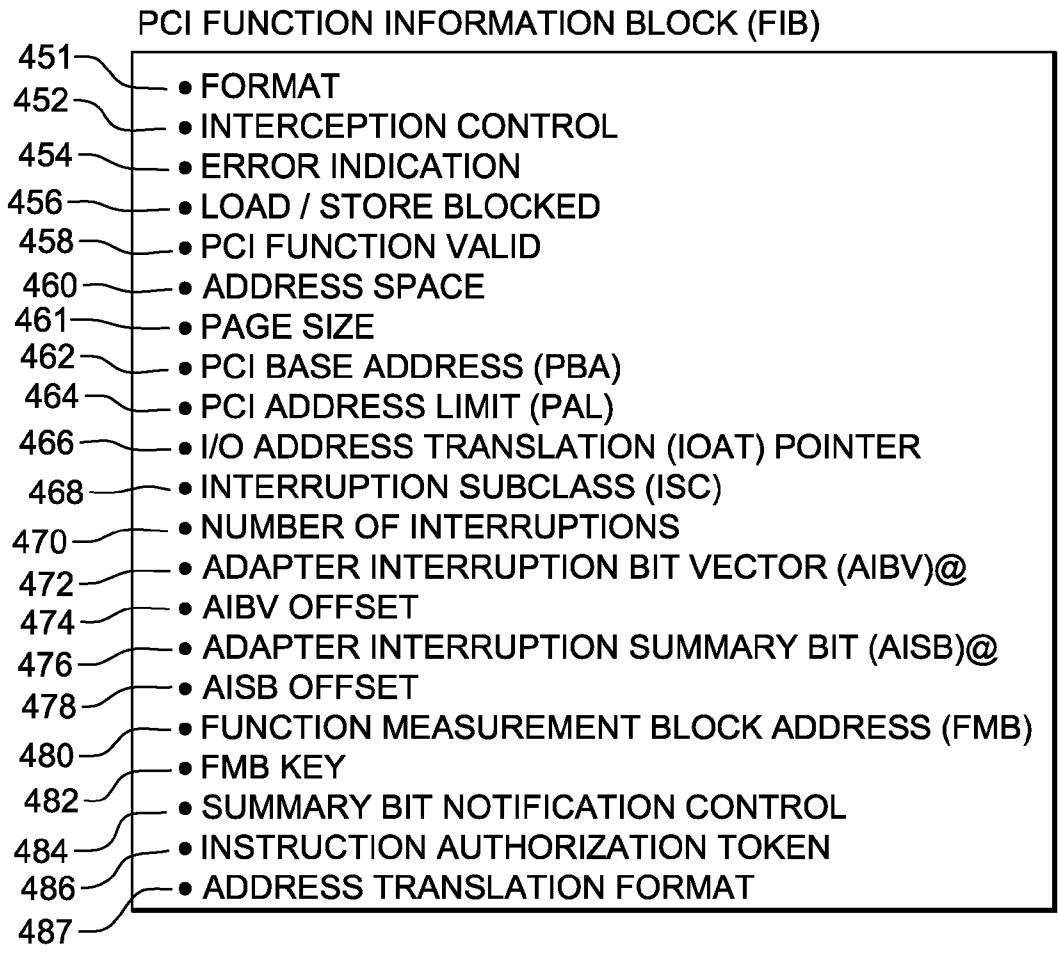 PCI FUNCTION INFORMATION BLOCK (FIB)
451 • FORMAT
452 • INTERCEPTION CONTROL
454 • ERROR INDICATION
456 • LOAD / STORE BLOCKED
458 • PCI FUNCTION VALID
460 • ADDRESS SPACE
461 • PAGE SIZE
462 • PCI BASE ADDRESS (PBA)
464 • PCI ADDRESS LIMIT (PAL)
466 • I/O ADDRESS TRANSLATION (IOAT) POINTER
468 • INTERRUPTION SUBCLASS (ISC)
470 • NUMBER OF INTERRUPTIONS
472 • ADAPTER INTERRUPTION BIT VECTOR (AIBV)@
474 • AIBV OFFSET
476 • ADAPTER INTERRUPTION SUMMARY BIT (AISB)@
478 • AISB OFFSET
480 • FUNCTION MEASUREMENT BLOCK ADDRESS (FMB)
482 • FMB KEY
484 • SUMMARY BIT NOTIFICATION CONTROL
486 • INSTRUCTION AUTHORIZATION TOKEN
487 • ADDRESS TRANSLATION FORMAT